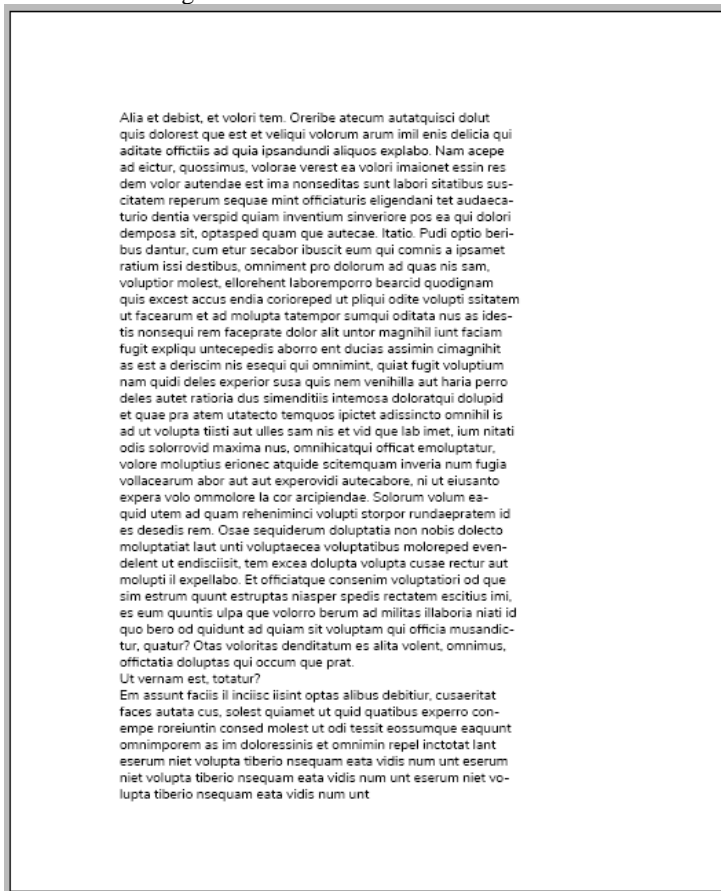 Alia et debist, et volori tem. Oreribe atecum autatquisci dolut
quis dolorest que est et veliqui volorum arum imil enis delicia qui
aditate offictiis ad quia ipsandundi aliquos explabo. Nam acepe
ad eictur, quossimus, volorae verest ea volori imaionet essin res
dem volor autendae est ima nonseditas sunt labori sitatibus sus-
citatem reperum sequae mint officiaturis eligendani tet audaeca-
turio dentia verspid quiam inventium sinveriore pos ea qui dolori
demposa sit, optasped quam que autecae. Itatio. Pudi optio beri-
bus dantur, cum etur secabor ibuscit eum qui comnis a ipsamet
ratium issi destibus, omniment pro dolorum ad quas nis sam,
voluptior molest, ellorehent laboremporro bearcid quodignam
quis excest accus endia corioreped ut pliqui odite volupti ssitatem
ut facearum et ad molupta tatempor sumqui oditata nus as ides-
tis nonsequi rem faceprate dolor alit untor magnihil iunt faciam
fugit expliqu untecepedis aborro ent ducias assimin cimagnihit
as est a deriscim nis esequi qui omnimint, quiat fugit voluptium
nam quidi deles experior susa quis nem venihilla aut haria perro
deles autet ratioria dus simenditiis intemosa doloratqui dolupid
et quae pra atem utatecto temquos ipictet adissincto omnihil is
ad ut volupta tiisti aut ulles sam nis et vid que lab imet, ium nitati
odis solorrovid maxima nus, omnihicatqui officat emoluptatur,
volore moluptius erionec atquide scitemquam inveria num fugia
vollacearum abor aut aut experovidi autecabore, ni ut eiusanto
expera volo ommolore la cor arcipiendae. Solorum volum ea-
quid utem ad quam reheniminci volupti storpor rundaepratem id
es desedis rem. Osae sequiderum doluptatia non nobis dolecto
moluptatiat laut unti voluptaecea voluptatibus moloreped even-
delent ut endisciisit, tem excea dolupta volupta cusae rectur aut
molupti il expellabo. Et officiatque consenim voluptatiori od que
sim estrum quunt estruptas niasper spedis rectatem escitius imi,
es eum quuntis ulpa que volorro berum ad militas illaboria niati id
quo bero od quidunt ad quiam sit voluptam qui officia musandic-
tur, quatur? Otas voloritas denditatum es alita volent, omnimus,
offictatia doluptas qui occum que prat.
Ut vernam est, totatur?
Em assunt faciis il inciisc iisint optas alibus debitiur, cusaeritat
faces autata cus, solest quiamet ut quid quatibus experro con-
empe roreiuntin consed molest ut odi tessit eossumque eaquunt
omnimporem as im doloressinis et omnimin repel inctotat lant
eserum niet volupta tiberio nsequam eata vidis num unt eserum
niet volupta tiberio nsequam eata vidis num unt eserum niet vo-
lupta tiberio nsequam eata vidis num unt